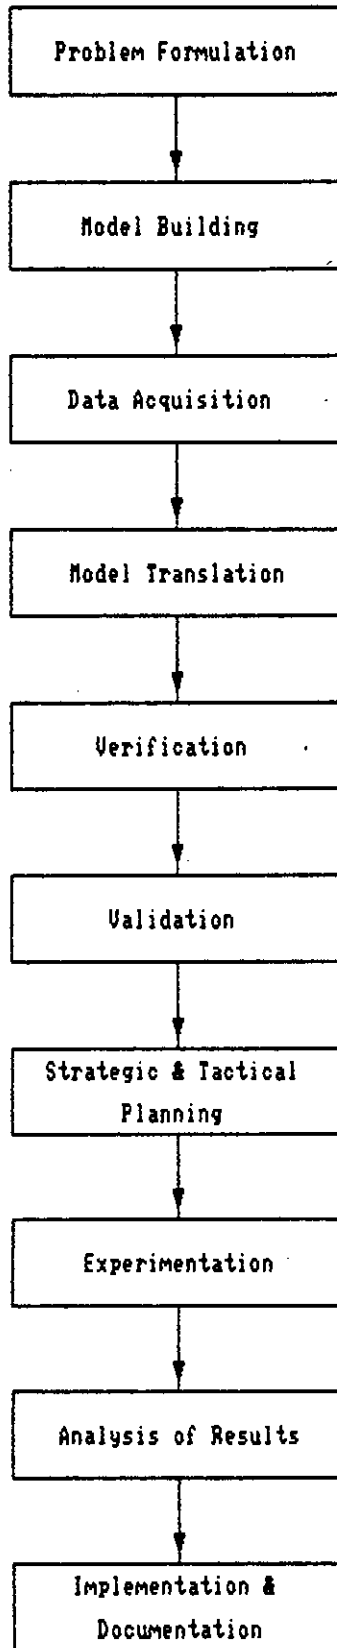 Problem Formulation
Model Building
Data Acquisition
Model Translation
Verification
Validation
Strategic & Tactical
Planning
Experimentation
Analysis of Results
Implementation &
Documentation